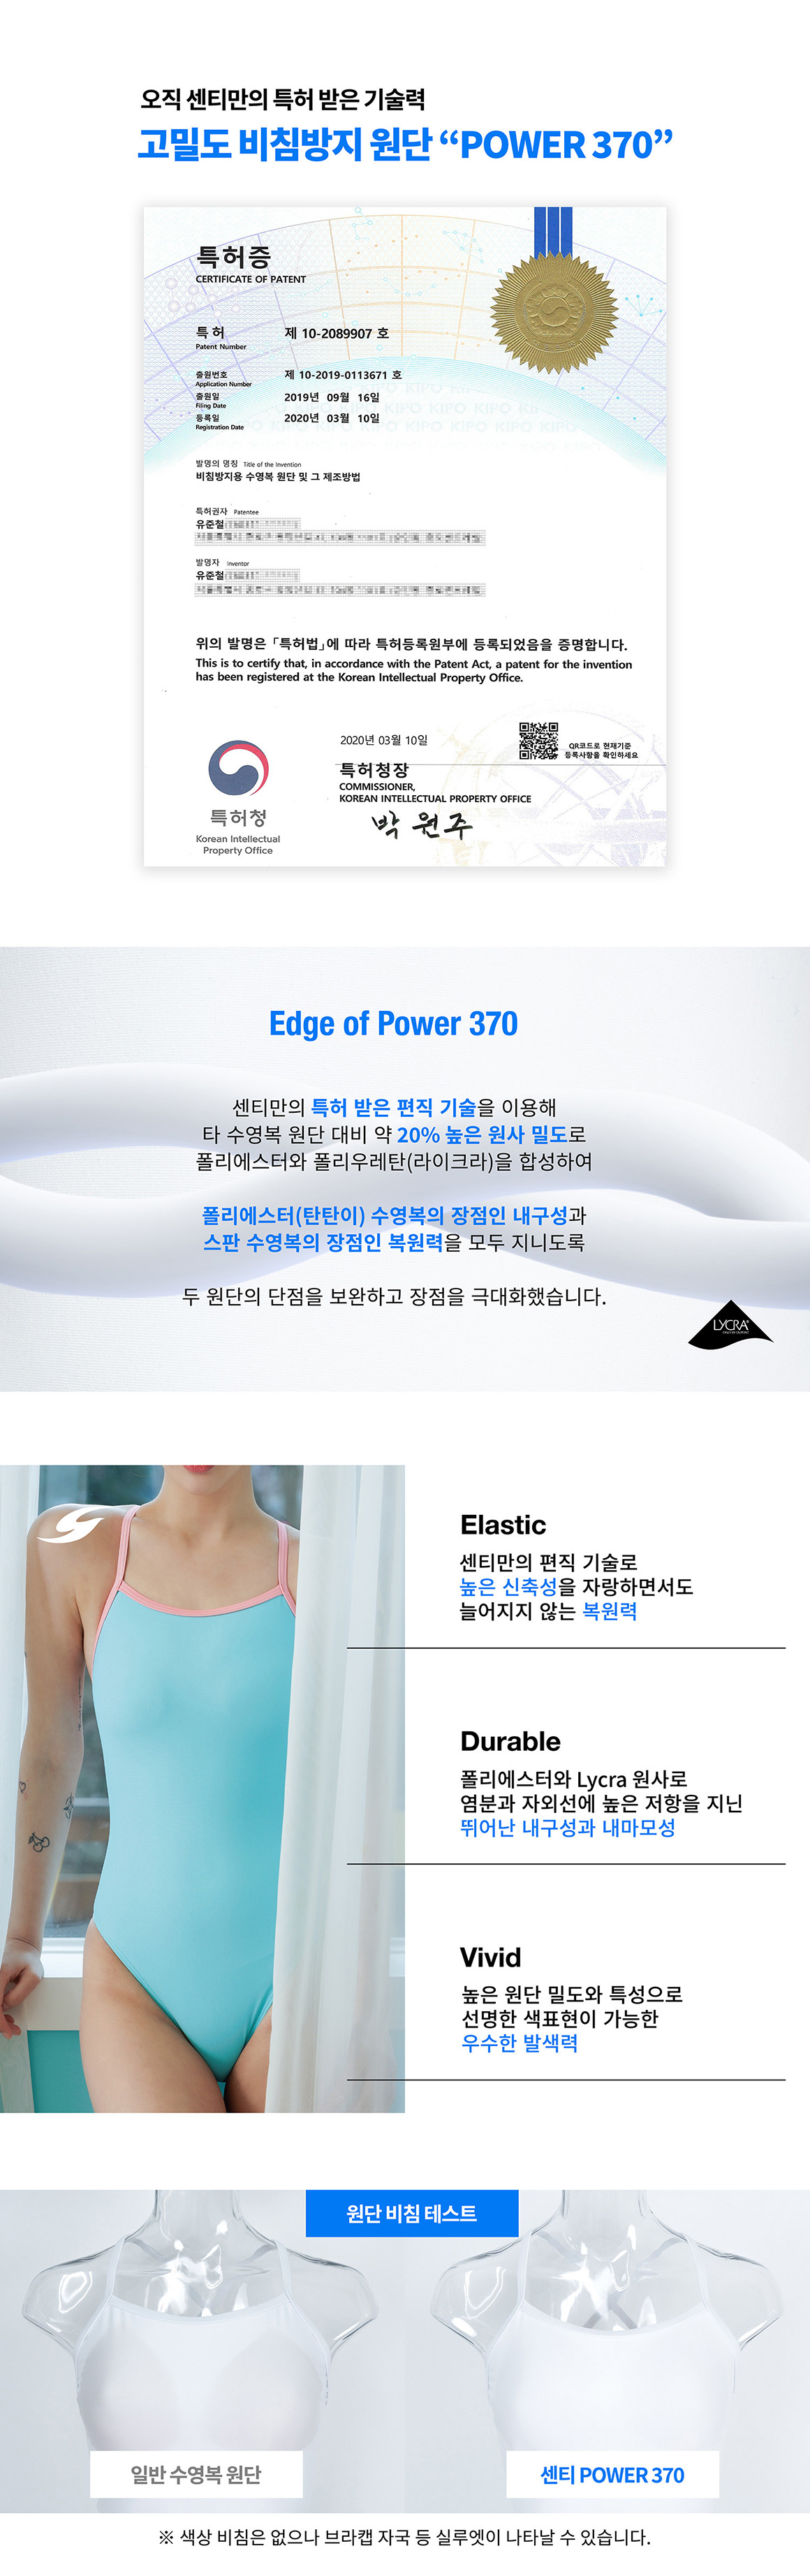 오직 센티만의 특허 받은 기술력
고밀도 비침방지 원단 “POWER 370”
특허증
CERTIFICATE OF PATENT
특 허 제 10-2089907 호
Patent Number
출원번호 제 10-2019-0113671 호
Application Number
출원일 2019년 09월 16일
Filing Date
등록일 2020년 03월 10일
Registration Date
발명의 명칭 Title of the Invention
비침방지용 수영복 원단 및 그 제조방법
특허권자 Patentee
유준철
발명자 Inventor
유준철
위의 발명은 「특허법」에 따라 특허등록원부에 등록되었음을 증명합니다.
This is to certify that, in accordance with the Patent Act, a patent for the invention
has been registered at the Korean Intellectual Property Office.
2020년 03월 10일
QR코드로 현재기준
등록사항을 확인하세요
특허청장
COMMISSIONER,
KOREAN INTELLECTUAL PROPERTY OFFICE
박 원 주
특허청
Korean Intellectual
Property Office
Edge of Power 370
센티만의 특허 받은 편직 기술을 이용해
타 수영복 원단 대비 약 20% 높은 원사 밀도로
폴리에스터와 폴리우레탄(라이크라)을 합성하여
폴리에스터(탄탄이) 수영복의 장점인 내구성과
스판 수영복의 장점인 복원력을 모두 지니도록
두 원단의 단점을 보완하고 장점을 극대화했습니다.
LYCRA®
Elastic
센티만의 편직 기술로
높은 신축성을 자랑하면서도
늘어지지 않는 복원력
Durable
폴리에스터와 Lycra 원사로
염분과 자외선에 높은 저항을 지닌
뛰어난 내구성과 내마모성
Vivid
높은 원단 밀도와 특성으로
선명한 색표현이 가능한
우수한 발색력
원단 비침 테스트
일반 수영복 원단
센티 POWER 370
※ 색상 비침은 없으나 브라캡 자국 등 실루엣이 나타날 수 있습니다.